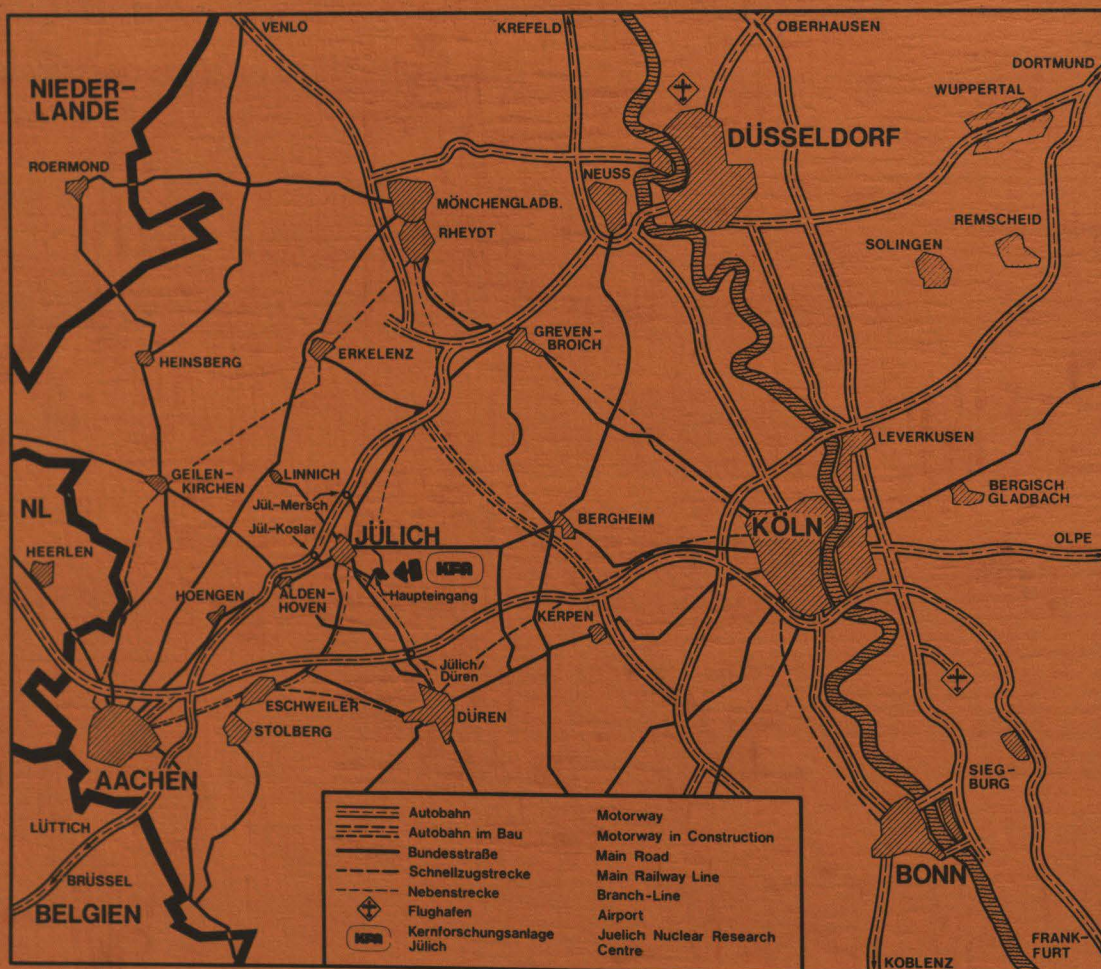 VENLO
KREFELD
OBERHAUSEN
DORTMUND
NIEDER-
LANDE
WUPPERTAL
DÜSSELDORF
ROERMOND
NEUSS
MÖNCHENGLADB.
RHEYDT
REMSCHEID
SOLINGEN
GREVEN-
BROICH
HEINSBERG
ERKELENZ
LEVERKUSEN
GEILEN-
KIRCHEN
LINNICH
BERGISCH
GLADBACH
NL
Jül.-Mersch
Jül.-Koslar
JÜLICH
BERGHEIM
KÖLN
OLPE
HEERLEN
KFA
HOENGEN
ALDEN-
HOVEN
Haupteingang
KERPEN
Jülich/
Düren
ESCHWEILER
DÜREN
STOLBERG
AACHEN
SIEG-
BURG
LÜTTICH
BRÜSSEL
BELGIEN
BONN
FRANK-
FURT
KOBLENZ
Autobahn Motorway
Autobahn im Bau Motorway in Construction
Bundesstraße Main Road
Schnellzugstrecke Main Railway Line
Nebenstrecke Branch-Line
Flughafen Airport
KFA Kernforschungsanlage Juelich Nuclear Research
Jülich Centre